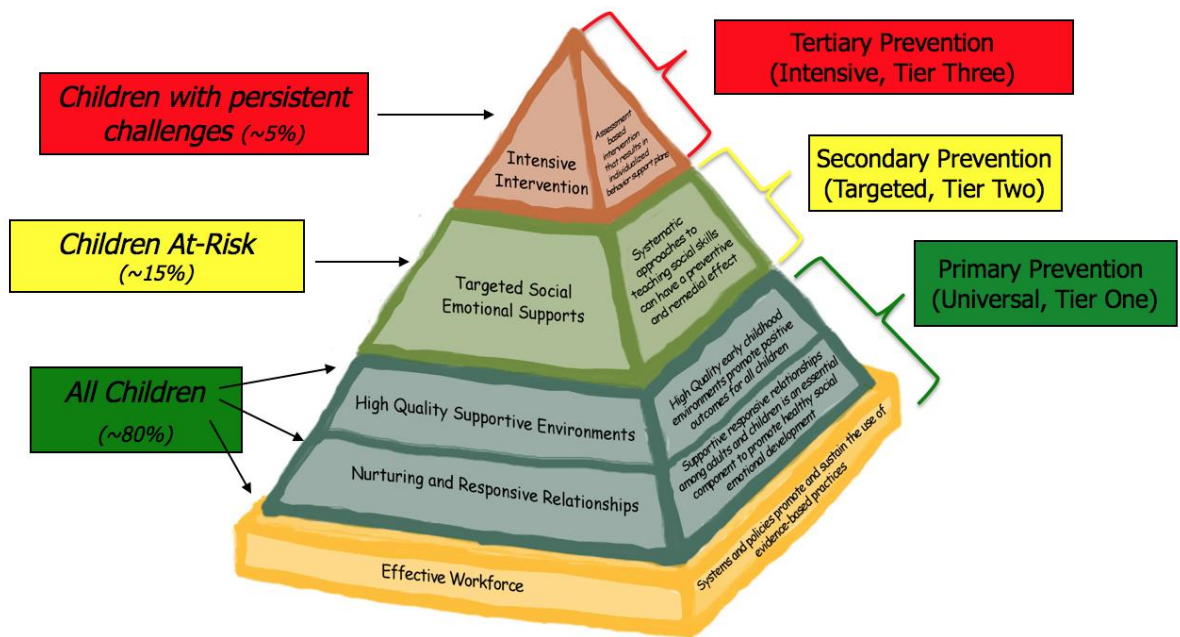 Tertiary Prevention
(Intensive, Tier Three)
Children with persistent
challenges (~5%)
Intensive
Intervention
Assessment
based
intervention
that results in
individualized
behavior support plans
Secondary Prevention
(Targeted, Tier Two)
Children At-Risk
(~15%)
Targeted Social
Emotional Supports
Systematic
approaches to
teaching social skills
can have a preventive
and remedial effect
Primary Prevention
(Universal, Tier One)
All Children
(~80%)
High Quality Supportive Environments
High Quality early childhood
environments promote positive
outcomes for all children
Nurturing and Responsive Relationships
Supportive responsive relationships
among adults and children is an essential
component to promote healthy social
emotional development
Effective Workforce
Systems and policies promote and sustain the use of
evidence-based practices